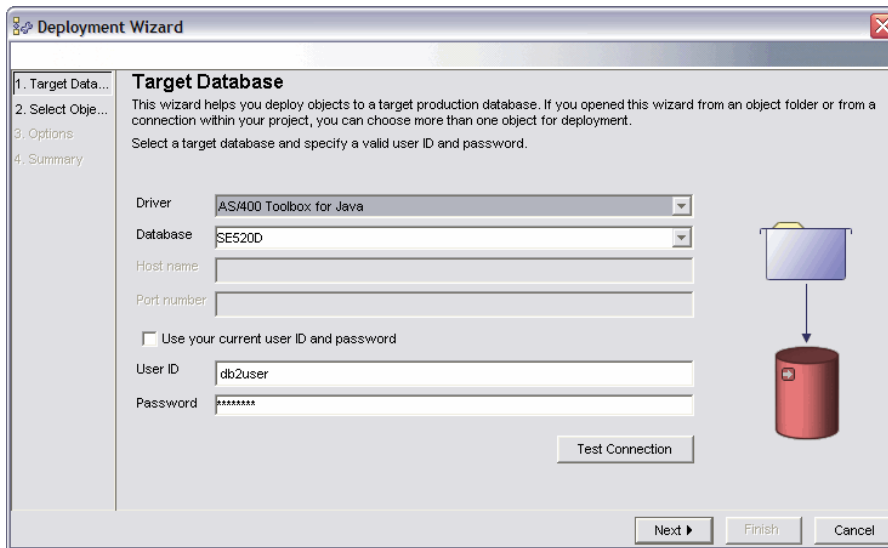 Deployment Wizard
1. Target Data...
2. Select Obje...
3. Options
4. Summary
Target Database
This wizard helps you deploy objects to a target production database. If you opened this wizard from an object folder or from a
connection within your project, you can choose more than one object for deployment.
Select a target database and specify a valid user ID and password.
Driver
AS/400 Toolbox for Java
Database
SE520D
Host name
Port number
Use your current user ID and password
User ID
db2user
Password
********
Test Connection
Next
Finish
Cancel